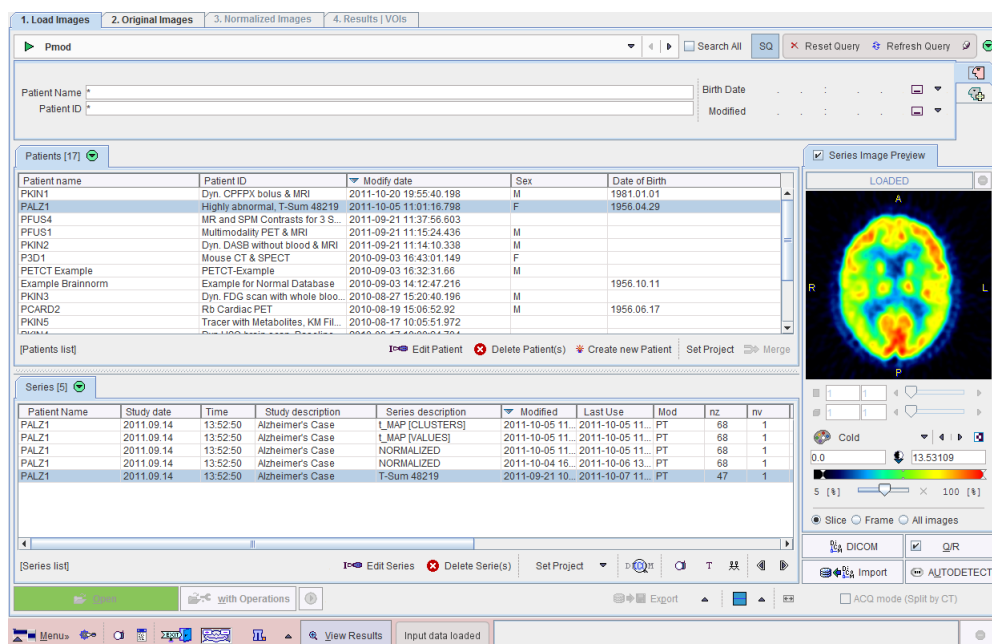 1. Load Images 2. Original Images 3. Normalized Images 4. Results | VOIs
Pmod Search All SQ Reset Query Refresh Query
Patient Name * Birth Date . . : . .
Patient ID * Modified . . : . .
Patients [17] Series Image Preview
Patient name Patient ID Modify date Sex Date of Birth LOADED
PKIN1 Dyn. CPFPX bolus & MRI 2011-10-20 19:55:40.198 M 1981.01.01
PALZ1 Highly abnormal, T-Sum 48219 2011-10-05 11:01:16.798 F 1956.04.29
PFUS4 MR and SPM Contrasts for 3 S... 2011-09-21 11:37:56.603
PFUS1 Multimodality PET & MRI 2011-09-21 11:15:24.436 M
PKIN2 Dyn. DASB without blood & MRI 2011-09-21 11:14:10.338 M
P3D1 Mouse CT & SPECT 2010-09-03 16:43:01.149 F
PETCT Example PETCT-Example 2010-09-03 16:32:31.66 M
Example Brainnorm Example for Normal Database 2010-09-03 14:12:47.216 1956.10.11
PKIN3 Dyn. FDG scan with whole bloo... 2010-08-27 15:20:40.196 M
PCARD2 Rb Cardiac PET 2010-08-19 15:06:52.92 M 1956.06.17
PKIN5 Tracer with Metabolites, KM Fil... 2010-08-17 10:05:51.972
A
R L
P
[Patients list] Edit Patient Delete Patient(s) Create new Patient Set Project Merge
Series [5]
1 1
1 1
Patient Name Study date Time Study description Series description Modified Last Use Mod nz nv
PALZ1 2011.09.14 13:52:50 Alzheimer's Case t_MAP [CLUSTERS] 2011-10-05 11... 2011-10-05 11... PT 68 1
PALZ1 2011.09.14 13:52:50 Alzheimer's Case t_MAP [VALUES] 2011-10-05 11... 2011-10-05 11... PT 68 1
PALZ1 2011.09.14 13:52:50 Alzheimer's Case NORMALIZED 2011-10-05 11... 2011-10-05 11... PT 68 1
PALZ1 2011.09.14 13:52:50 Alzheimer's Case NORMALIZED 2011-10-04 16... 2011-10-06 13... PT 68 1
PALZ1 2011.09.14 13:52:50 Alzheimer's Case T-Sum 48219 2011-09-21 10... 2011-10-07 11... PT 47 1
Cold
0.0 13.53109
5 [%] 100 [%]
Slice Frame All images
DICOM Q/R
[Series list] Edit Series Delete Serie(s) Set Project T
Import AUTODETECT
Open with Operations Export ACQ mode (Split by CT)
Menu View Results Input data loaded